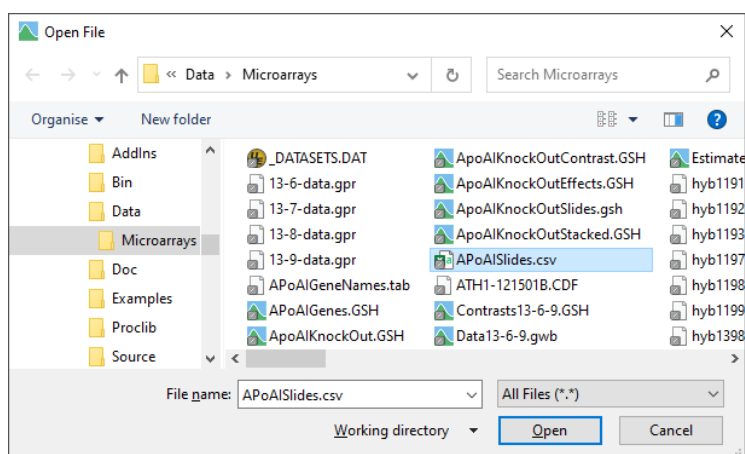 Open File
« Data › Microarrays
Search Microarrays
Organise
New folder
AddIns
Bin
Data
Microarrays
Doc
Examples
Proclib
Source
_DATASETS.DAT
13-6-data.gpr
13-7-data.gpr
13-8-data.gpr
13-9-data.gpr
APoAIGeneNames.tab
APoAIGenes.GSH
ApoAIKnockOut.GSH
ApoAIKnockOutContrast.GSH
ApoAIKnockOutEffects.GSH
ApoAIKnockOutSlides.gsh
ApoAIKnockOutStacked.GSH
APoAISlides.csv
ATH1-121501B.CDF
Contrasts13-6-9.GSH
Data13-6-9.gwb
Estimate
hyb1191
hyb1192
hyb1193
hyb1197
hyb1198
hyb1199
hyb1398
File name: APoAISlides.csv
All Files (*.*)
Working directory
Open
Cancel